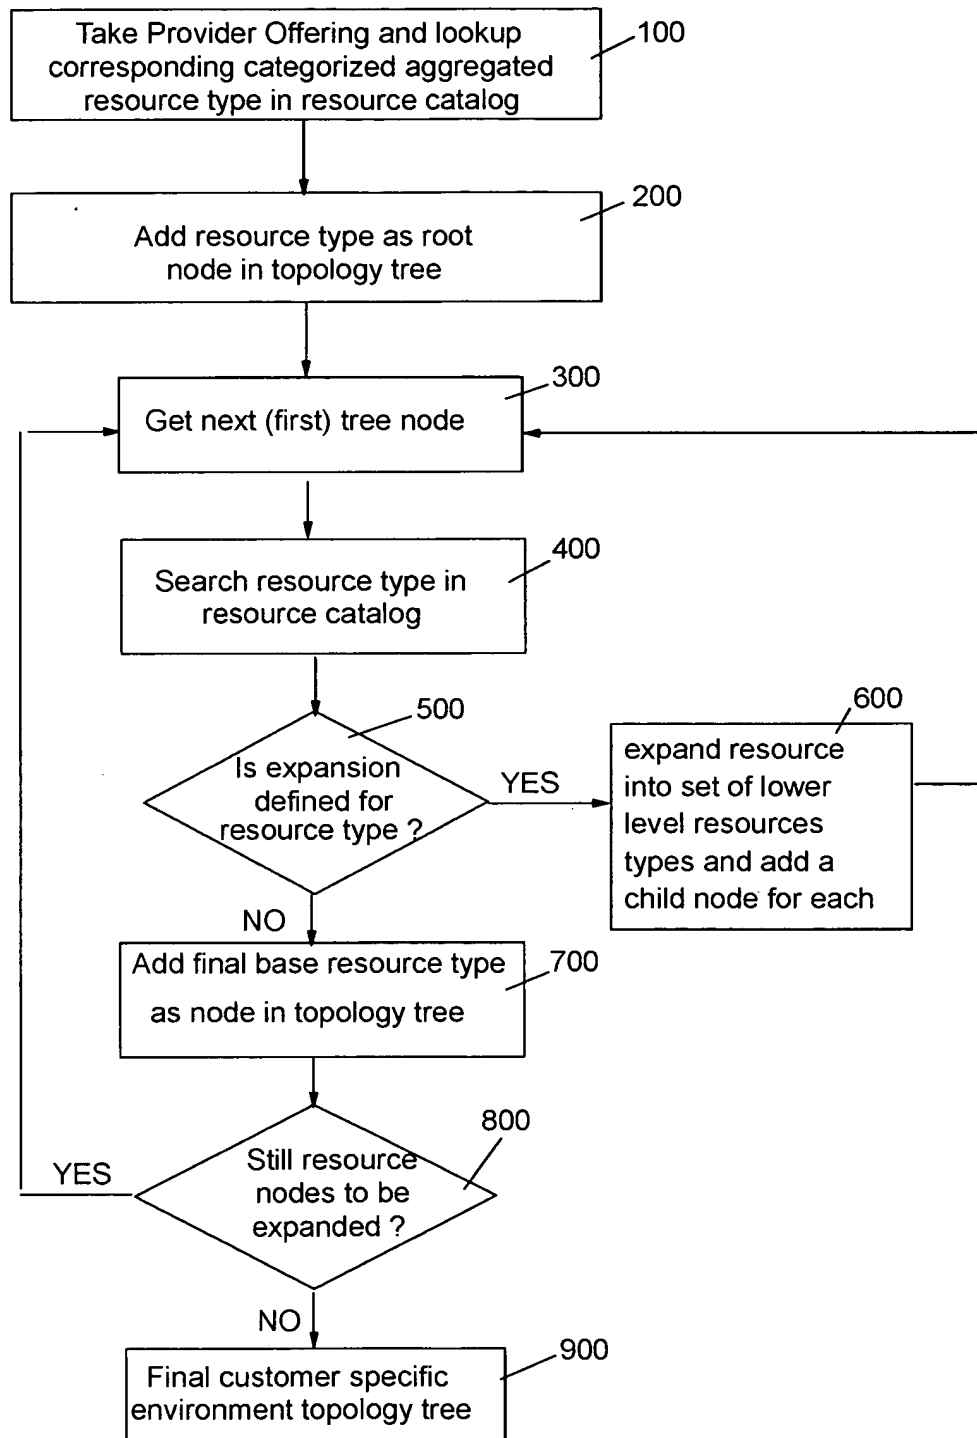 Take Provider Offering and lookup
corresponding categorized aggregated
resource type in resource catalog
100
200
Add resource type as root
node in topology tree
300
Get next (first) tree node
400
Search resource type in
resource catalog
500
Is expansion
defined for
resource type ?
YES
600
expand resource
into set of lower
level resources
types and add a
child node for each
NO
Add final base resource type
as node in topology tree
700
800
Still resource
nodes to be
expanded ?
YES
NO
900
Final customer specific
environment topology tree